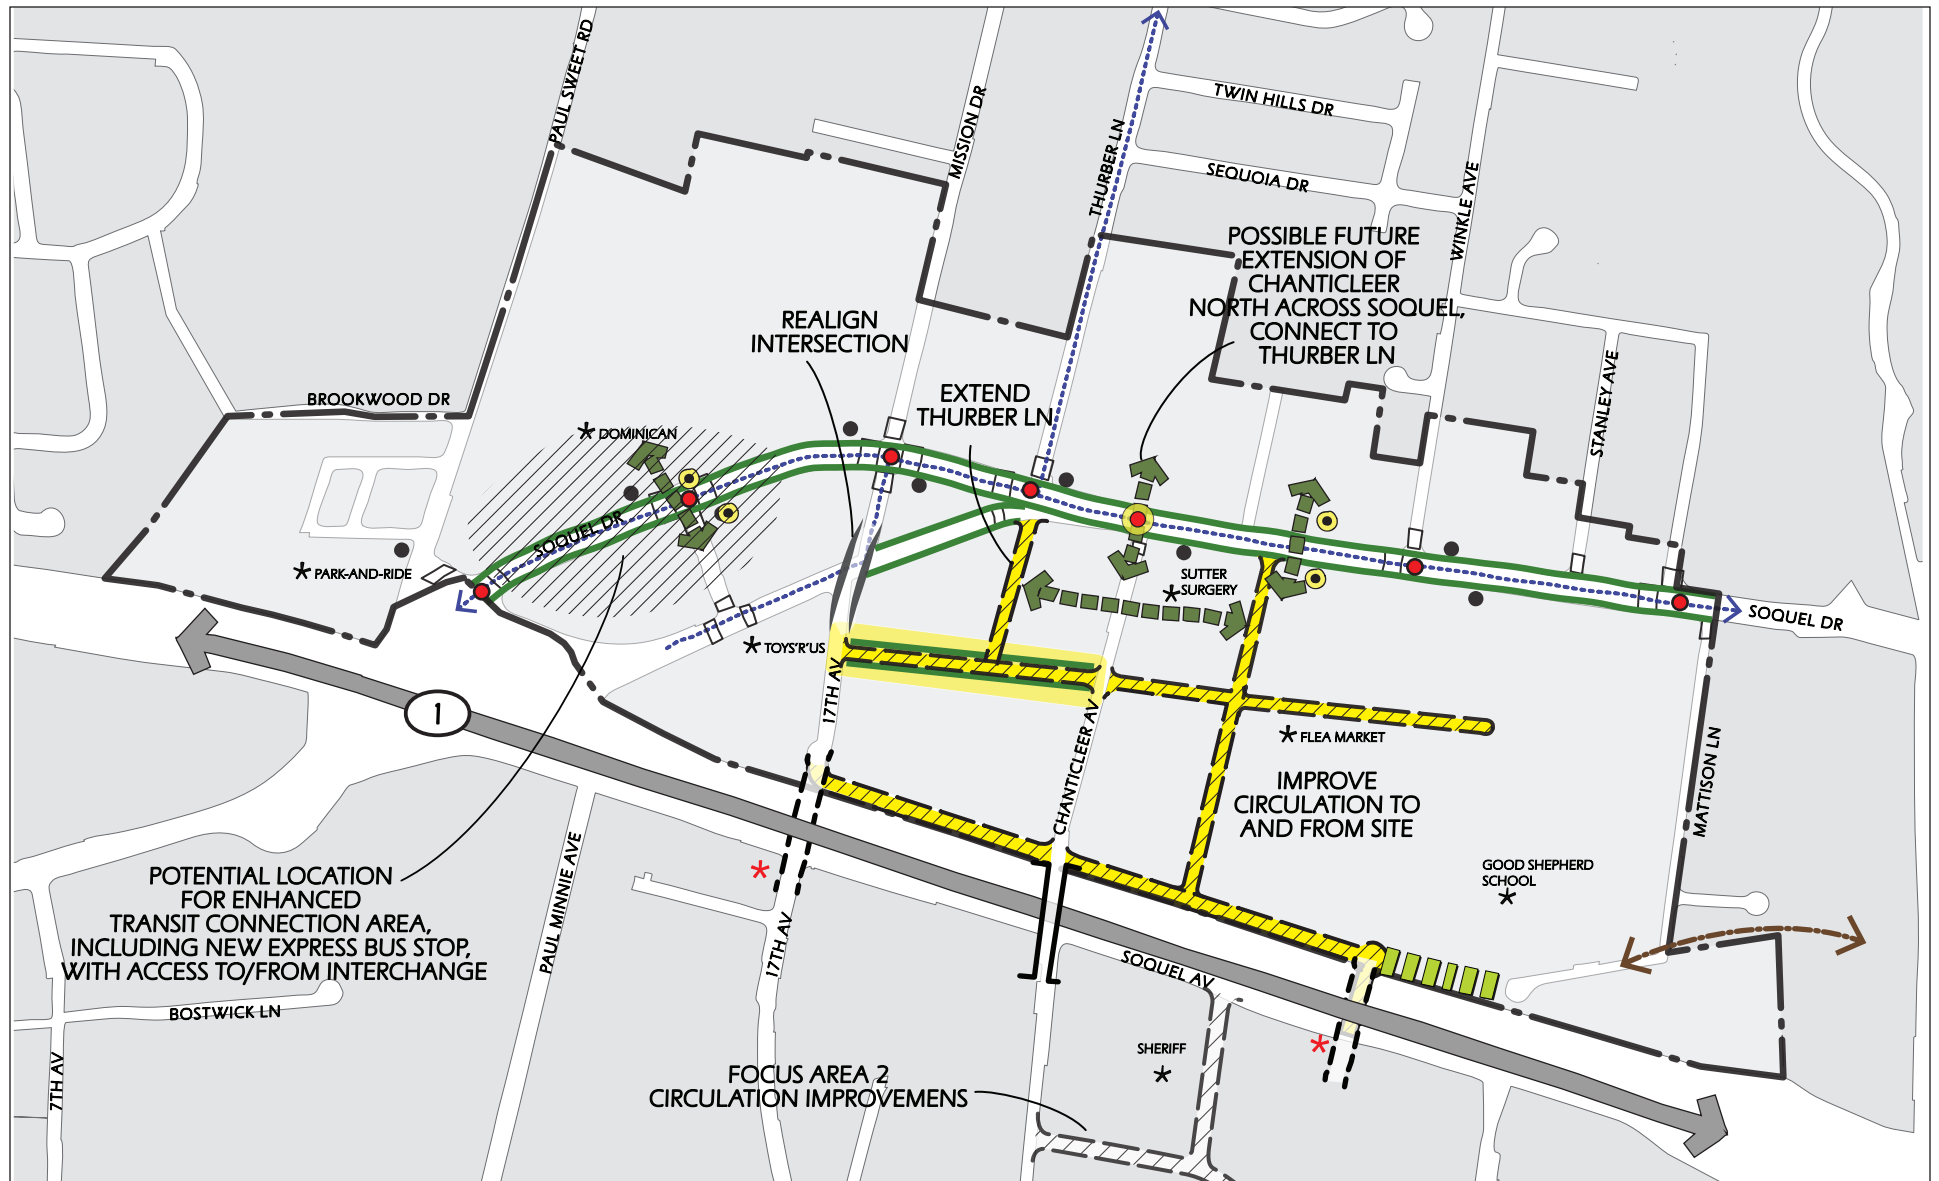 PAUL SWEET RD
MISSION DR
THURBER LN
TWIN HILLS DR
SEQUOIA DR
WINKLE AVE
POSSIBLE FUTURE
EXTENSION OF
CHANTICLEER
NORTH ACROSS SOQUEL,
CONNECT TO
THURBER LN
REALIGN
INTERSECTION
EXTEND
THURBER LN
STANLEY AVE
BROOKWOOD DR
DOMINICAN
SOQUEL DR
PARK-AND-RIDE
SUTTER
SURGERY
SOQUEL DR
TOYS'R'US
17TH AV
1
CHANTICLEER AV
FLEA MARKET
MATTISON LN
IMPROVE
CIRCULATION TO
AND FROM SITE
GOOD SHEPHERD
SCHOOL
POTENTIAL LOCATION
FOR ENHANCED
TRANSIT CONNECTION AREA,
INCLUDING NEW EXPRESS BUS STOP,
WITH ACCESS TO/FROM INTERCHANGE
PAUL MINNIE AVE
17TH AV
SOQUEL AV
BOSTWICK LN
7TH AV
SHERIFF
FOCUS AREA 2
CIRCULATION IMPROVEMENS